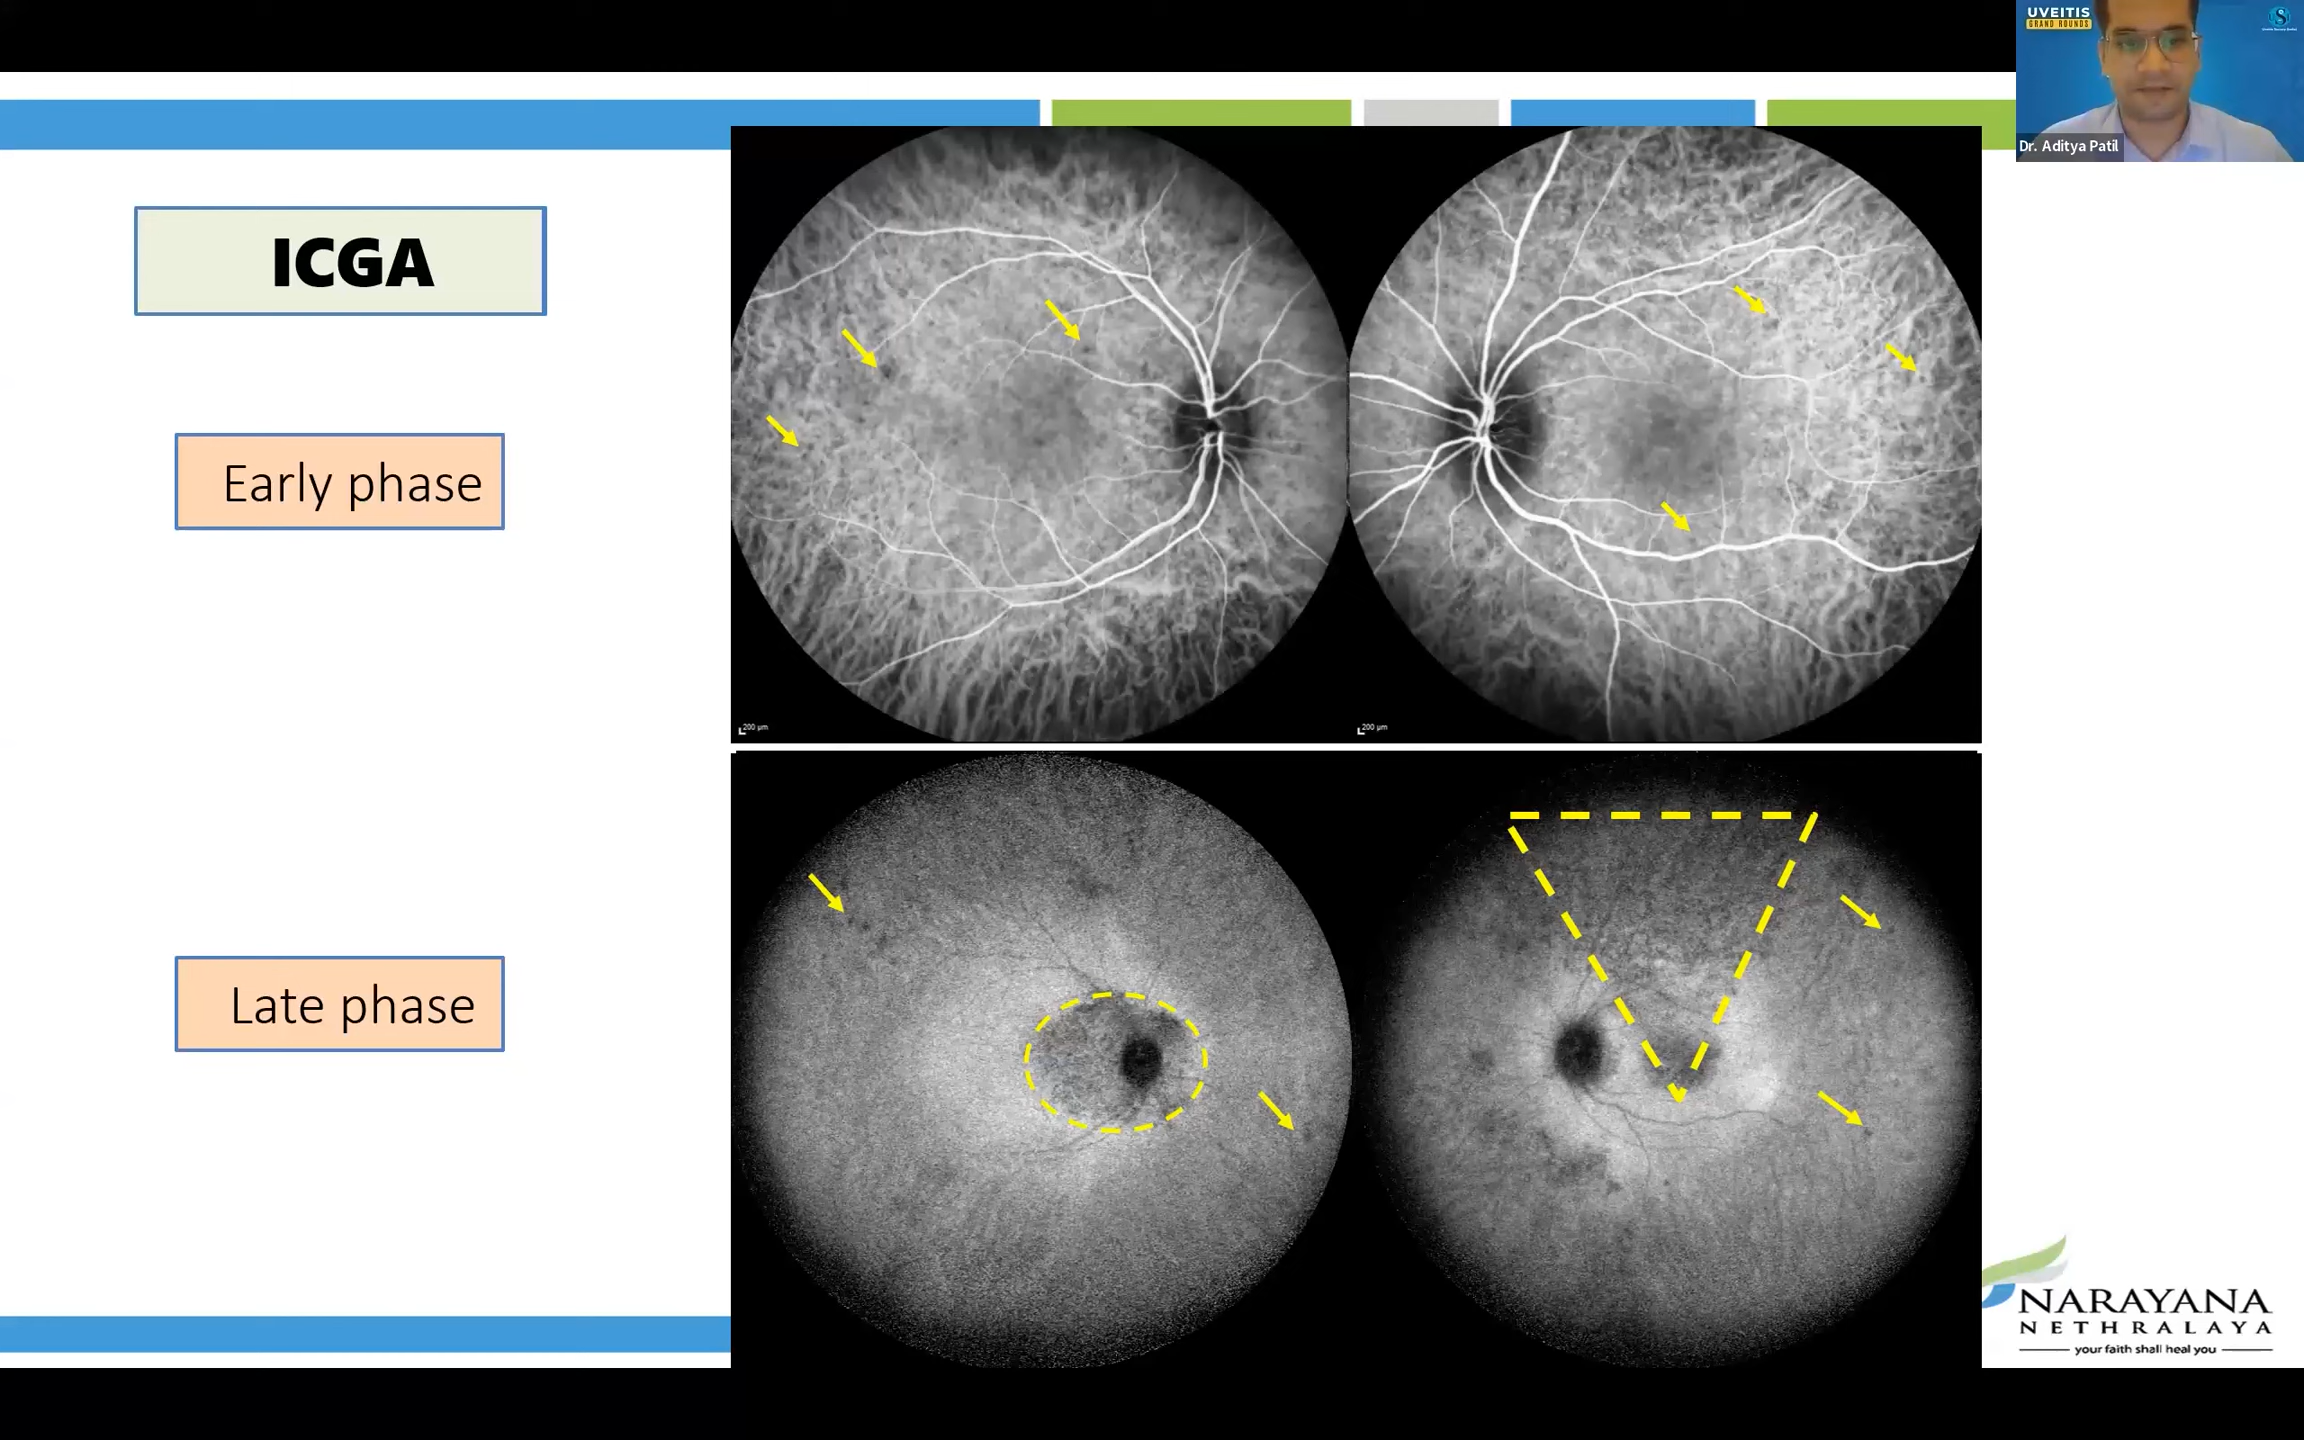 UVEITIS
GRAND ROUNDS
Dr. Aditya Patil
ICGA
Early phase
200 µm
200 µm
Late phase
NARAYANA
NETHRALAYA
your faith shall heal you